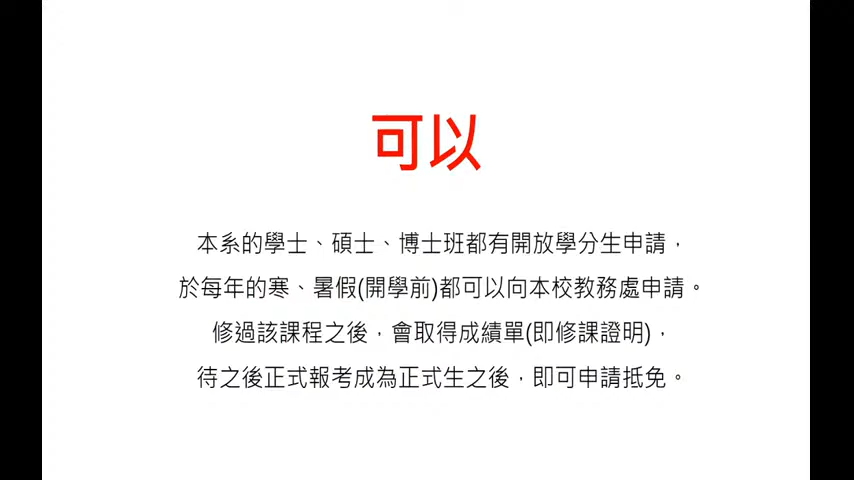 可以
本系的學士、碩士、博士班都有開放學分生申請，
於每年的寒、暑假(開學前)都可以向本校教務處申請。
修過該課程之後，會取得成績單(即修課證明)，
待之後正式報考成為正式生之後，即可申請抵免。